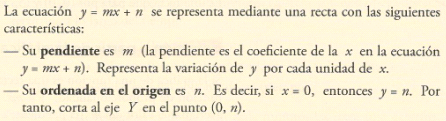 La ecuación y = mx + n se representa mediante una recta con las siguientes
características:
— Su pendiente es m (la pendiente es el coeficiente de la x en la ecuación
y = mx + n). Representa la variación de y por cada unidad de x.
— Su ordenada en el origen es n. Es decir, si x = 0, entonces y = n. Por
tanto, corta al eje Y en el punto (0, n).